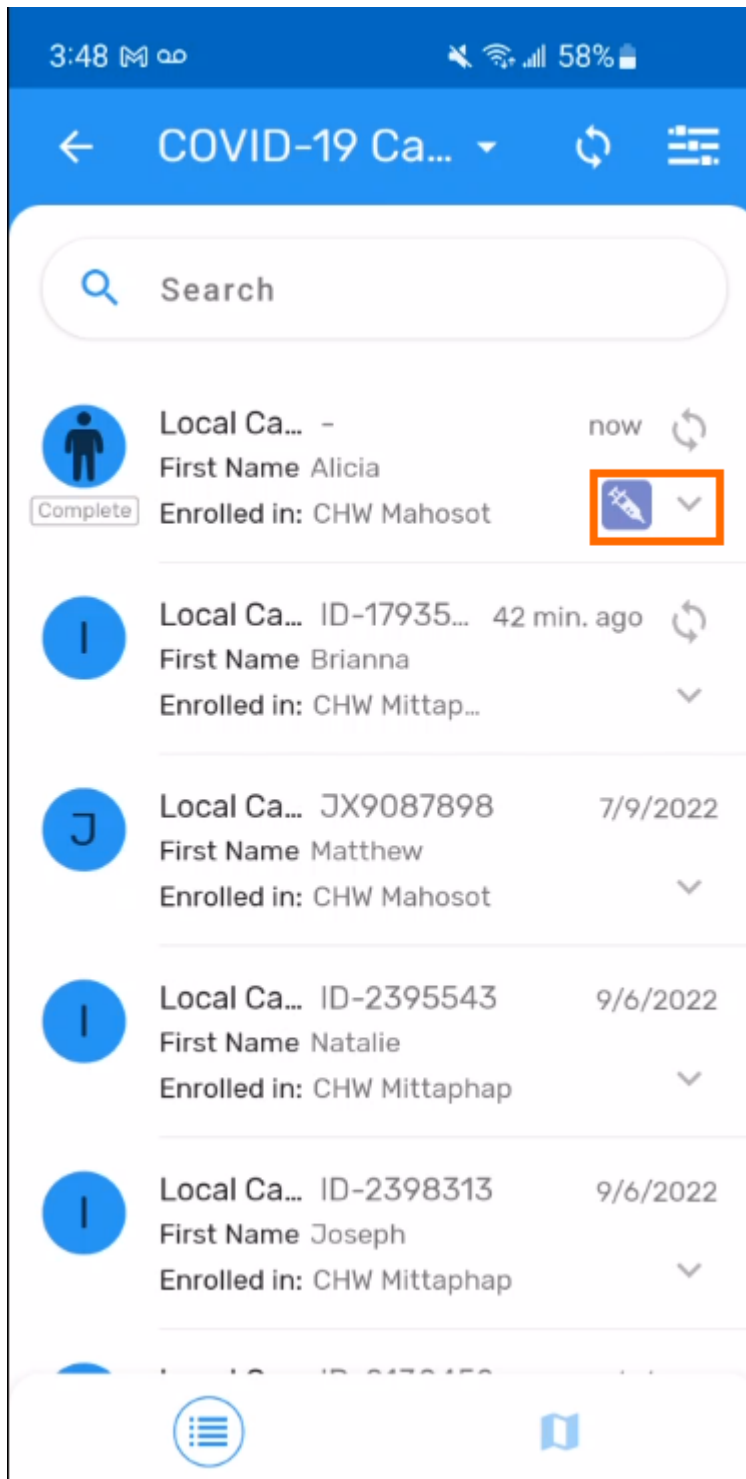 3:48 58%
COVID-19 Ca...
Search
Local Ca... - now
First Name Alicia
Complete
Enrolled in: CHW Mahosot
I
Local Ca... ID-17935... 42 min. ago
First Name Brianna
Enrolled in: CHW Mittap...
J
Local Ca... JX9087898 7/9/2022
First Name Matthew
Enrolled in: CHW Mahosot
I
Local Ca... ID-2395543 9/6/2022
First Name Natalie
Enrolled in: CHW Mittaphap
I
Local Ca... ID-2398313 9/6/2022
First Name Joseph
Enrolled in: CHW Mittaphap